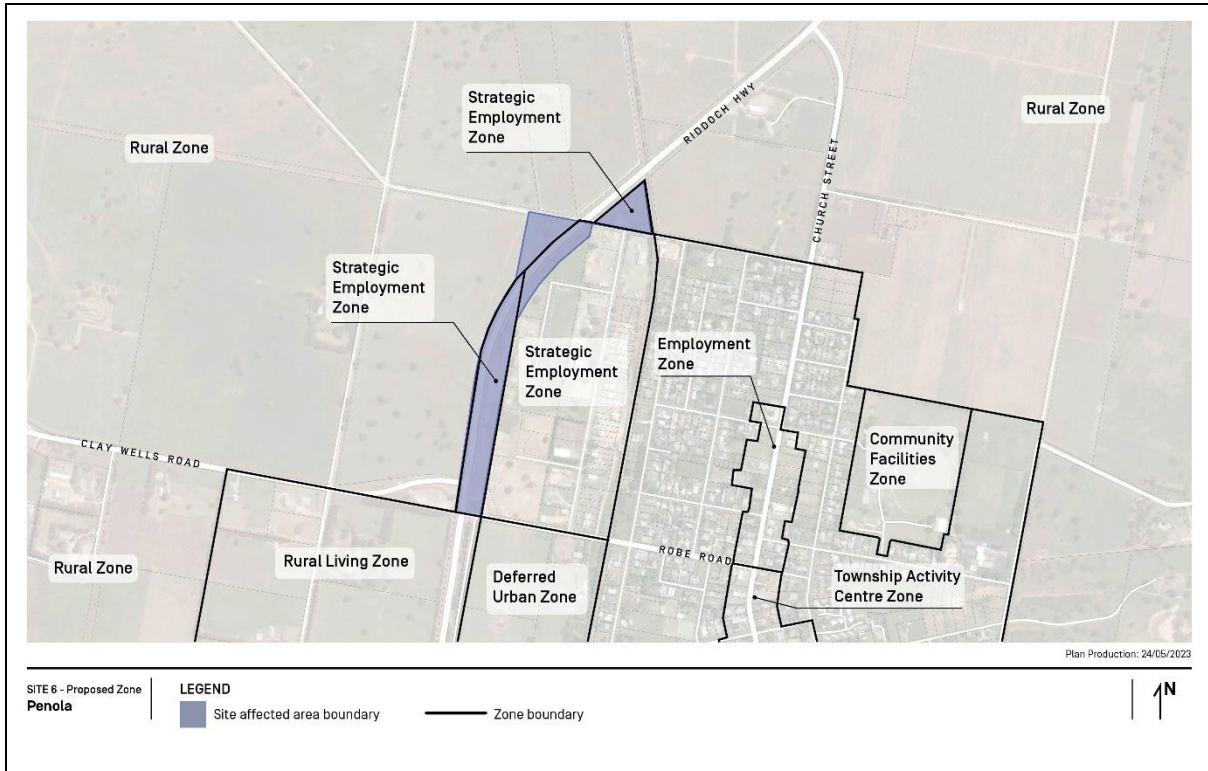 Strategic
Employment
Zone
RIDDOCH HWY
Rural Zone
Rural Zone
CHURCH STREET
Strategic
Employment
Zone
Strategic
Employment
Zone
Employment
Zone
Community
Facilities
Zone
CLAY WELLS ROAD
Rural Zone
Rural Living Zone
Deferred
Urban Zone
ROBE ROAD
Township Activity
Centre Zone
Plan Production: 24/05/2023
SITE 6 - Proposed Zone
Penola
LEGEND
Site affected area boundary
Zone boundary
N